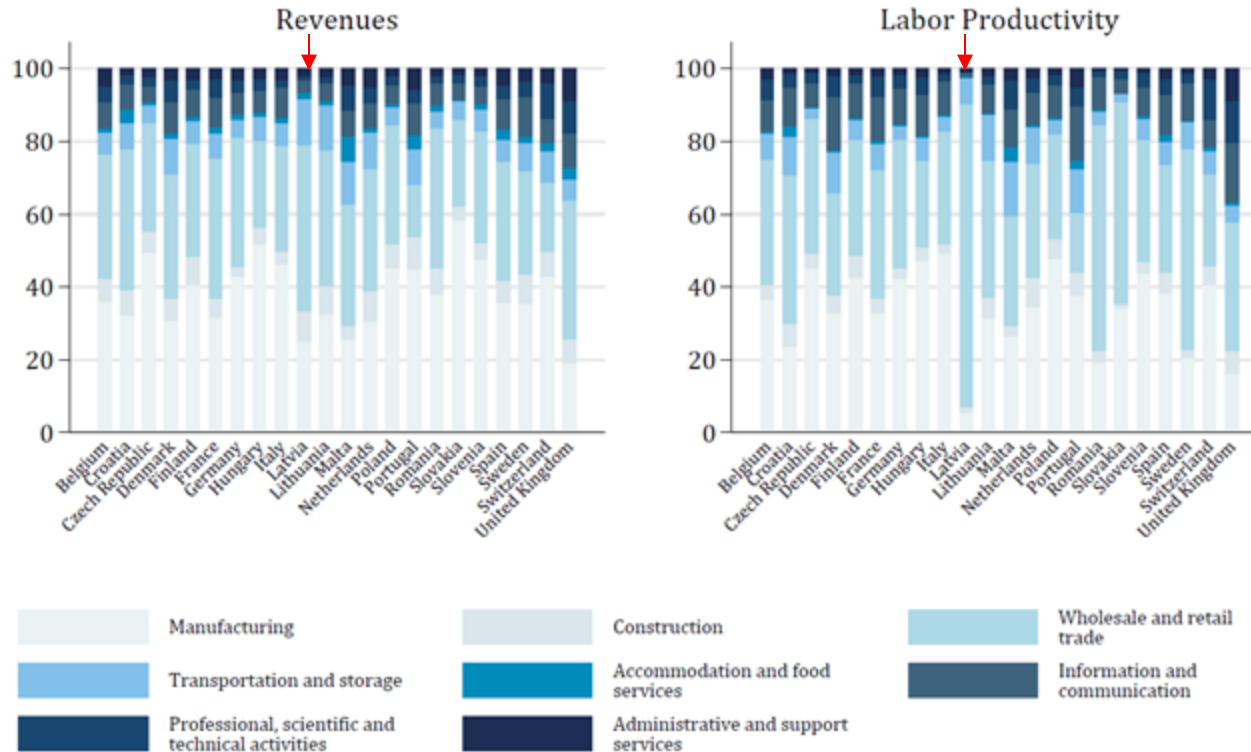 Revenues
Labor Productivity
100
80
60
40
20
0
Belgium
Croatia
Czech Republic
Denmark
Finland
France
Germany
Hungary
Italy
Latvia
Lithuania
Malta
Netherlands
Poland
Portugal
Romania
Slovakia
Slovenia
Spain
Sweden
Switzerland
United Kingdom
100
80
60
40
20
0
Belgium
Croatia
Czech Republic
Denmark
Finland
France
Germany
Hungary
Italy
Latvia
Lithuania
Malta
Netherlands
Poland
Portugal
Romania
Slovakia
Slovenia
Spain
Sweden
Switzerland
United Kingdom
Manufacturing
Construction
Wholesale and retail
trade
Transportation and storage
Accommodation and food
services
Information and
communication
Professional, scientific and
technical activities
Administrative and support
services